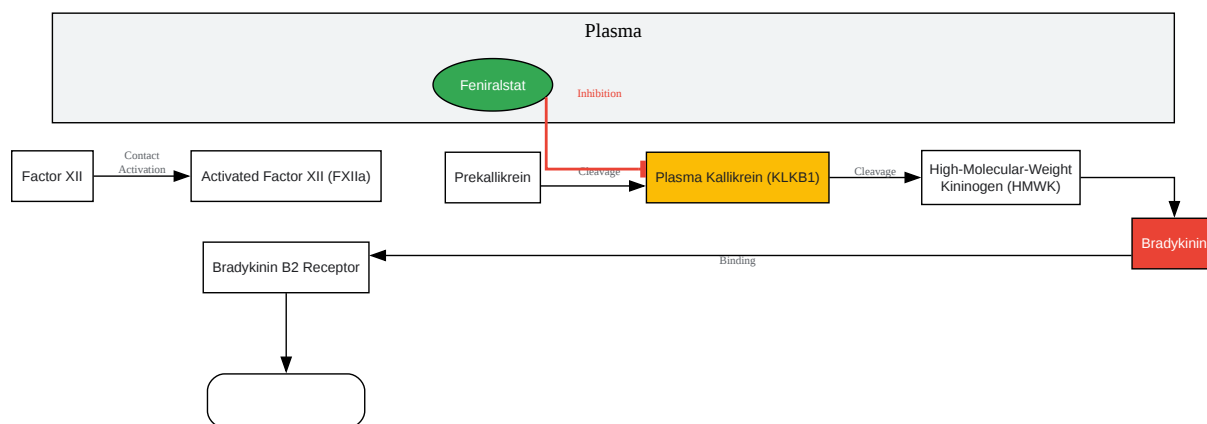 Plasma
Feniralstat
Inhibition
Factor XII
Contact
Activation
Activated Factor XII (FXIIa)
Prekallikrein
Cleavage
Plasma Kallikrein (KLKB1)
Cleavage
High-Molecular-Weight
Kininogen (HMWK)
Bradykinin
Bradykinin B2 Receptor
Binding